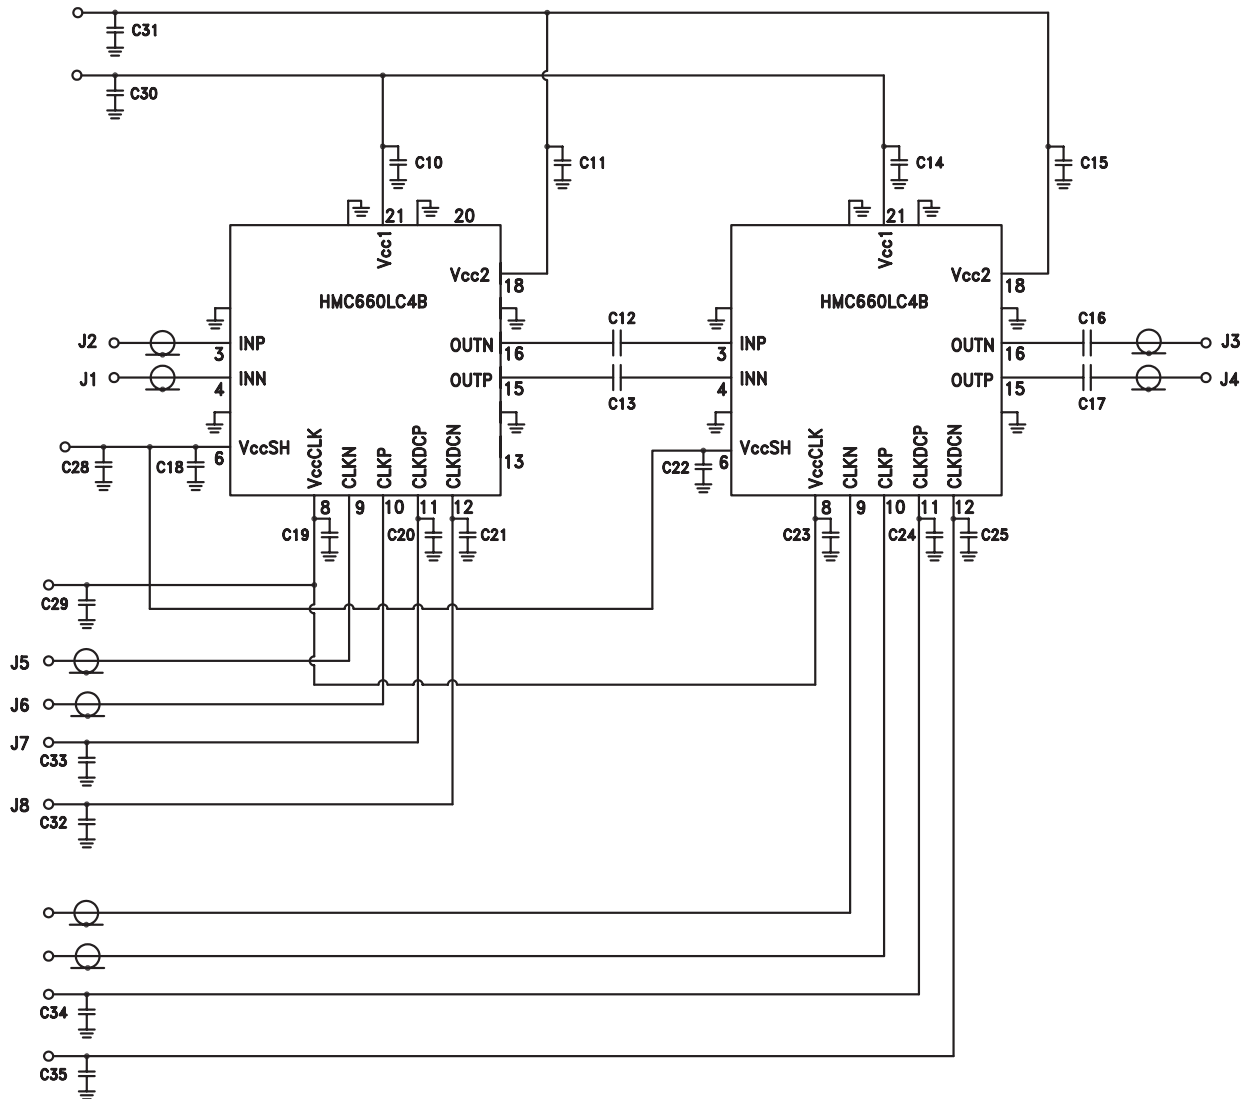 C31
C30
C10
C11
C14
C15
21
20
21
Vcc1
Vcc1
Vcc2
18
Vcc2
18
HMC660LC4B
HMC660LC4B
C12
C16
J2
3
INP
OUTN
16
3
INP
OUTN
16
J3
J1
4
INN
OUTP
15
C13
4
INN
OUTP
15
C17
J4
C28
C18
6
VccSH
VccCLK
CLKN
CLKP
CLKDCP
CLKDCN
13
C22
6
VccSH
VccCLK
CLKN
CLKP
CLKDCP
CLKDCN
8
9
10
11
12
8
9
10
11
12
C19
C20
C21
C23
C24
C25
C29
J5
J6
J7
C33
J8
C32
C34
C35